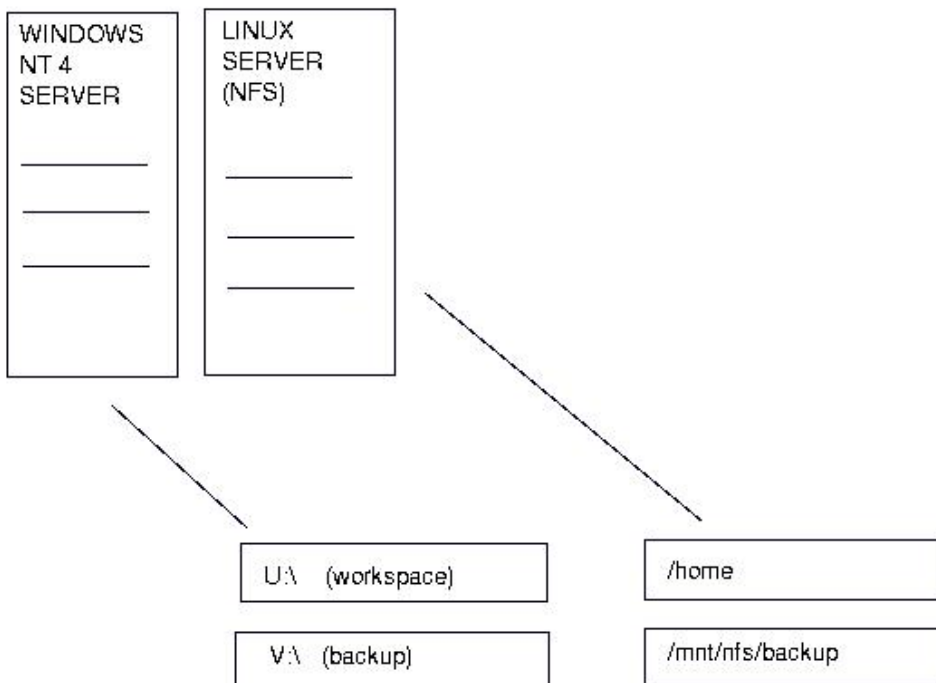 WINDOWS
NT 4
SERVER
LINUX
SERVER
(NFS)
U:\ (workspace)
V:\ (backup)
/home
/mnt/nfs/backup